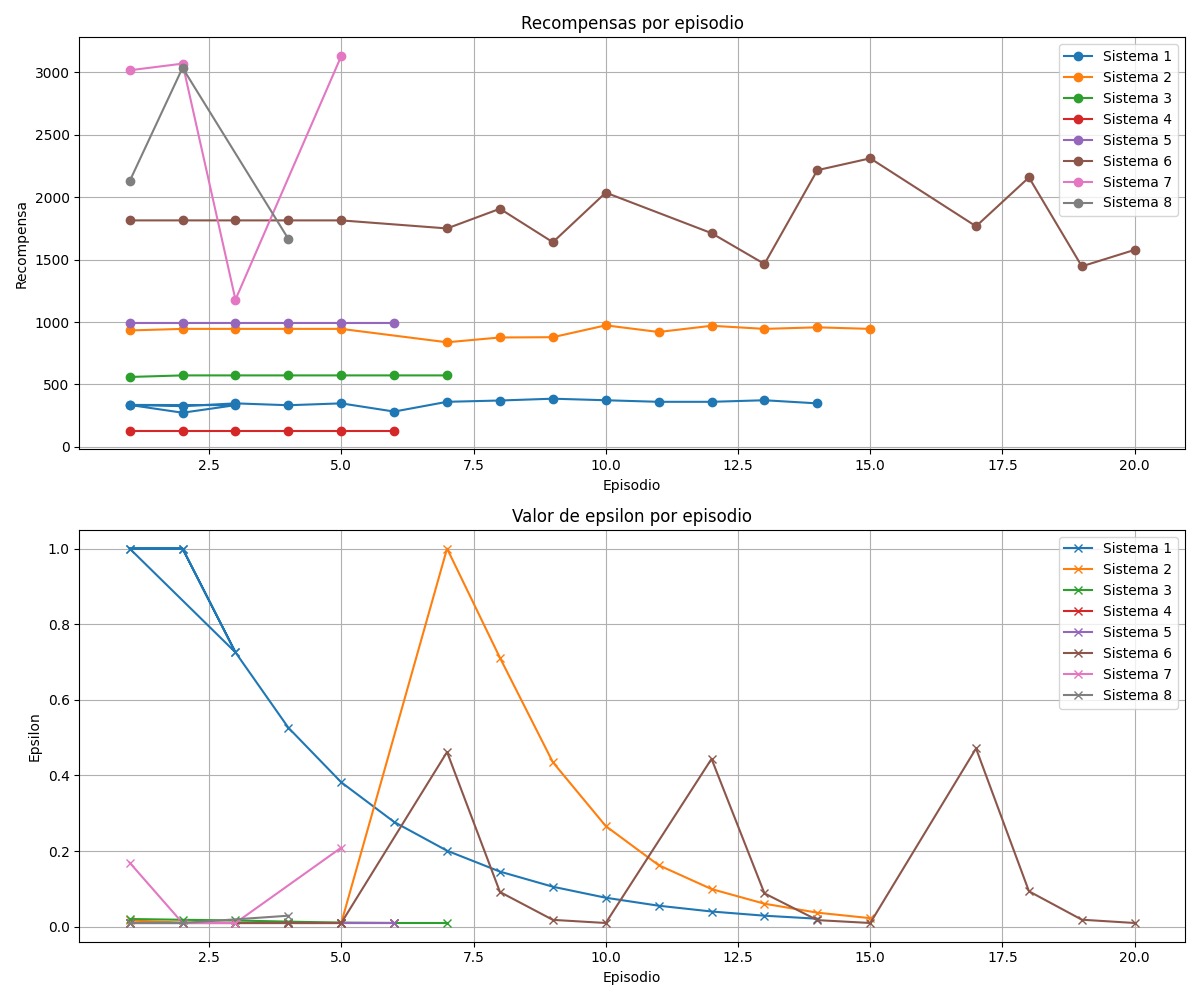 Recompensas por episodio
3000
2500
2000
1500
1000
500
0
Recompensa
Sistema 1
Sistema 2
Sistema 3
Sistema 4
Sistema 5
Sistema 6
Sistema 7
Sistema 8
2.5 5.0 7.5 10.0 12.5 15.0 17.5 20.0
Episodio
Valor de epsilon por episodio
1.0
0.8
0.6
0.4
0.2
0.0
Epsilon
Sistema 1
Sistema 2
Sistema 3
Sistema 4
Sistema 5
Sistema 6
Sistema 7
Sistema 8
2.5 5.0 7.5 10.0 12.5 15.0 17.5 20.0
Episodio